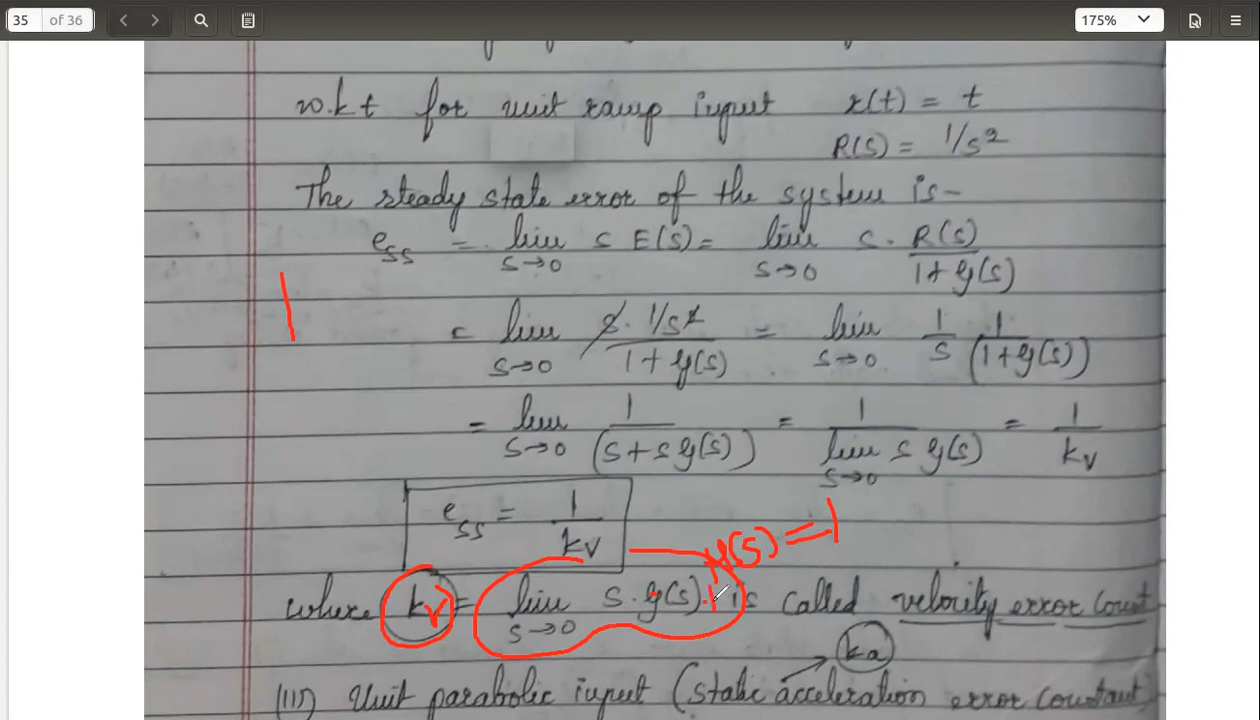 35 of 36 175%
w.k t for unit ramp input r(t) = t
R(s) = 1/s²
The steady state error of the system is-
e_ss = lim s→0 s E(s) = lim s→0 s. R(s) / 1+G(s)
= lim s→0 s. 1/s² / 1+G(s) = lim s→0 1/s 1/(1+G(s))
= lim s→0 1/(s+sG(s)) = 1 / lim s→0 s G(s) = 1/kv
e_ss = 1/kv
H(s) = 1
where kv = lim s→0 s. G(s).1 is called velocity error const
ka
(III) Unit parabolic input (static acceleration error constant)